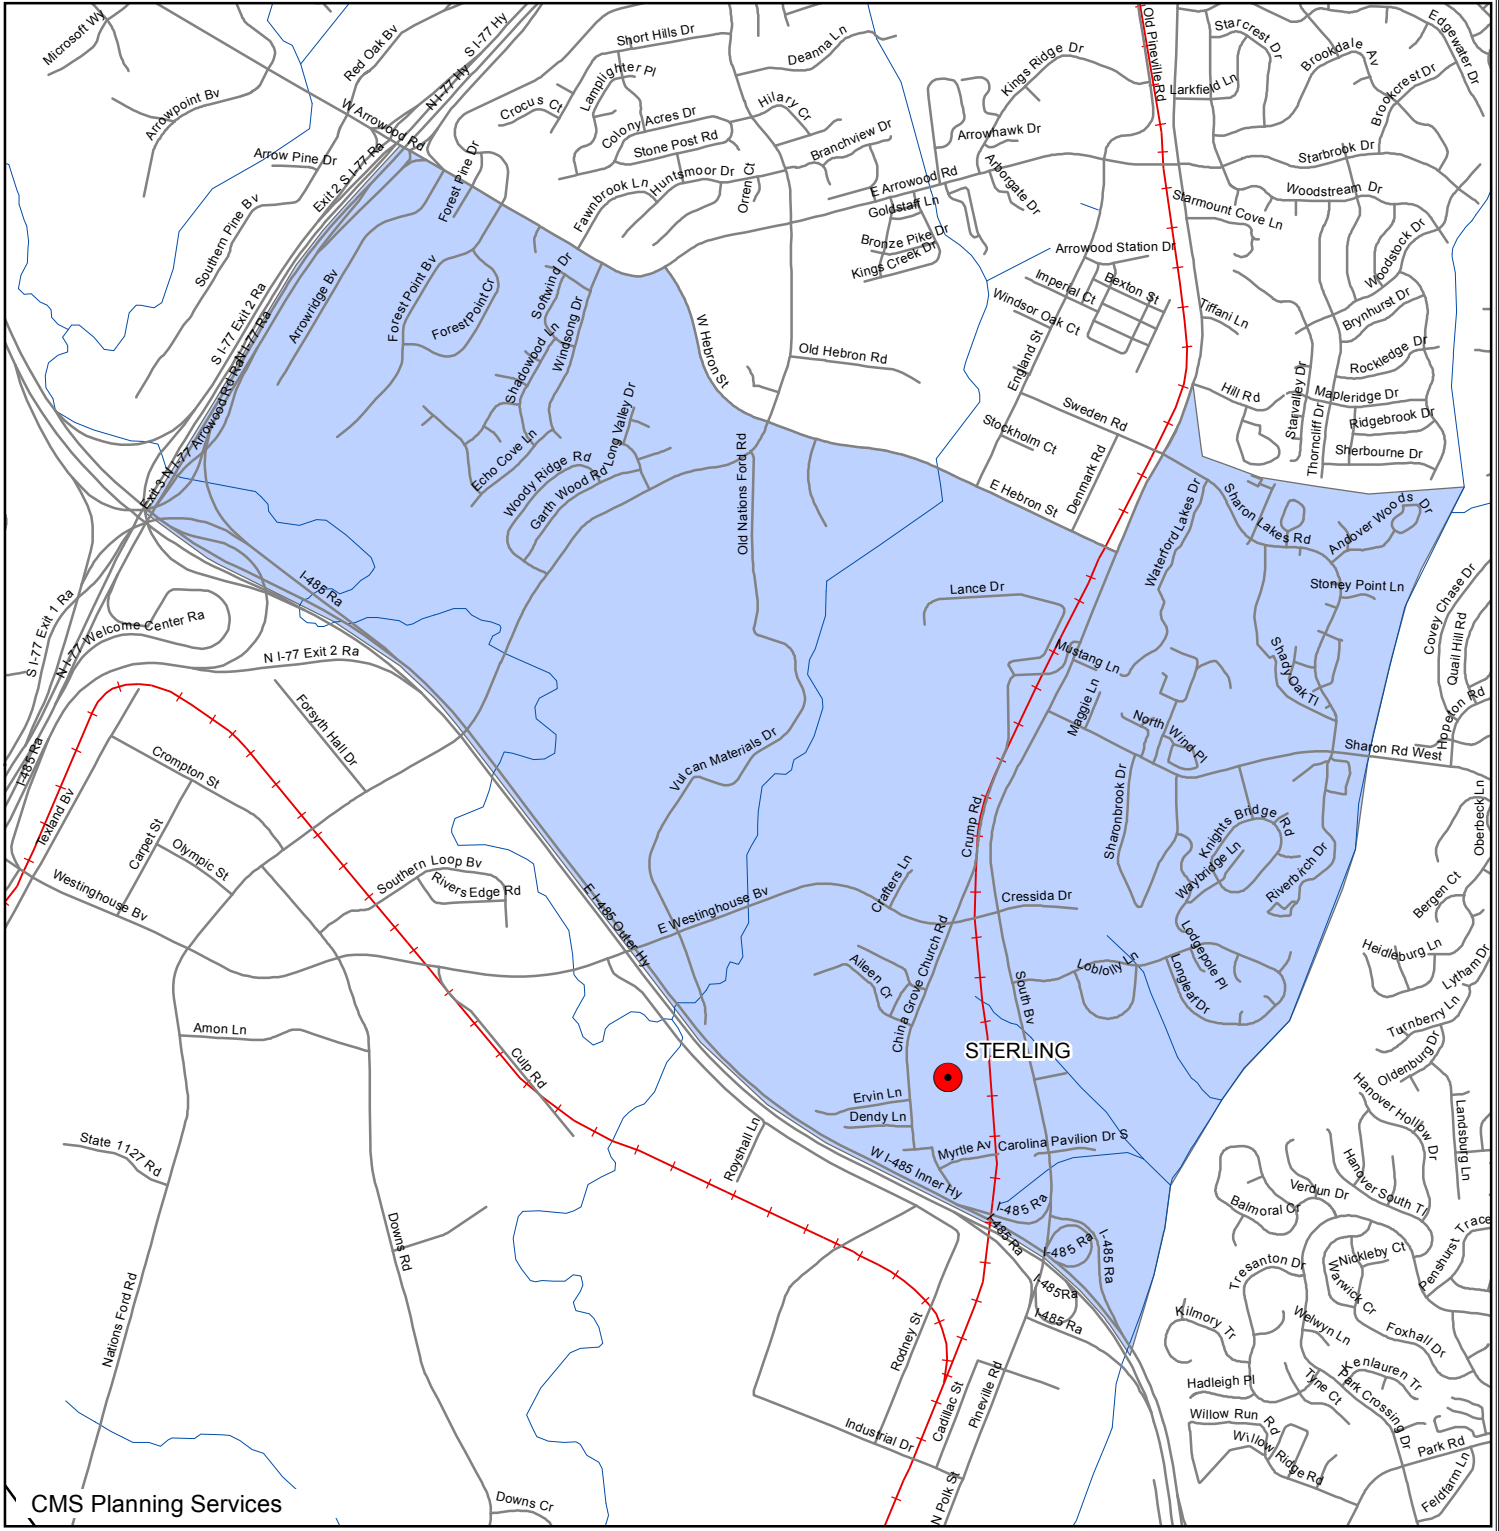 Microsoft Wy
Red Oak Bv
S I-77 Hy
N I-77 Hy
Short Hills Dr
Deanna Ln
Kings Ridge Dr
Old Pineville Rd
Starcrest Dr
Brookdale Av
Edgewater Dr
Arrowpoint Bv
W Arrowood Rd
Crocus Ct
Lamplighter Pl
Colony Acres Dr
Hilary Cr
Larkfield Ln
Brookcrest Dr
Arrow Pine Dr
Exit 2 S I-77 Ra
Forest Pine Dr
Stone Post Rd
Branchview Dr
Arrowhawk Dr
Starbrook Dr
Southern Pine Bv
Fawnbrook Ln
Huntsmoor Dr
Orren Ct
E Arrowood Rd
Arborgate Dr
Goldstaff Ln
Woodstream Dr
Starmount Cove Ln
Bronze Pike Dr
Kings Creek Dr
Arrowood Station Dr
Woodstock Dr
S I-77 Exit 2 Ra
N I-77 Ra
Arrowridge Bv
Forest Point Bv
Forest Point Cr
Softwind Dr
Windsong Dr
Shadowood Ln
Imperial Ct
Bexton St
Windsor Oak Ct
Tiffani Ln
Brynhurst Dr
W Hebron St
Old Hebron Rd
England St
Rockledge Dr
Exit 3 N I-77 Arrowood Rd Ra
Long Valley Dr
Sweden Rd
Hill Rd
Starvalley Dr
Thorncliff Dr
Mapleridge Dr
Ridgebrook Dr
Stockholm Ct
Sherbourne Dr
Echo Cove Ln
Woody Ridge Rd
Garth Wood Rd
Old Nations Ford Rd
E Hebron St
Denmark Rd
Waterford Lakes Dr
Sharon Lakes Rd
Andover Woods Dr
I-485 Ra
Lance Dr
Stoney Point Ln
S I-77 Exit 1 Ra
N I-77 Welcome Center Ra
N I-77 Exit 2 Ra
Mustang Ln
Shady Oak Tl
Covey Chase Dr
Quail Hill Rd
Hopeton Rd
Forsyth Hall Dr
Maggie Ln
North Wind Pl
Sharon Rd West
I-485 Ra
Crompton St
Vulcan Materials Dr
Texland Bv
Carpet St
Olympic St
Crump Rd
Sharonbrook Dr
Knights Bridge Rd
Waybridge Ln
Riverbirch Dr
Oberbeck Ln
Westinghouse Bv
Southern Loop Bv
Rivers Edge Rd
E I-485 Outer Hy
E Westinghouse Bv
Crafters Ln
Cressida Dr
Bergen Ct
Aileen Cr
China Grove Church Rd
South Bv
Loblolly Ln
Lodgepole Pl
Longleaf Dr
Heidleburg Ln
Lytham Dr
Turnberry Ln
Amon Ln
Culp Rd
STERLING
Oldenburg Dr
Hanover Hollow Dr
Ervin Ln
Dendy Ln
Landsburg Ln
State 1127 Rd
Royshall Ln
Myrtle Av
Carolina Pavilion Dr S
W I-485 Inner Hy
Hanover South Tl
Verdun Dr
Balmoral Cr
I-485 Ra
I-485 Ra
I-485 Ra
I-485 Ra
Penshurst Trace
Downs Rd
Tresanton Dr
Nickleby Ct
Warwick Cr
I-485Ra
I-485 Ra
Nations Ford Rd
Rodney St
Kilmory Tr
Welwyn Ln
Foxhall Dr
Kenlauren Tr
Tyne Ct
Park Crossing Dr
Hadleigh Pl
Cadillac St
Pineville Rd
Industrial Dr
Willow Run Rd
Willow Ridge Rd
Park Rd
Feldfarm Ln
CMS Planning Services
Downs Cr
N Polk St